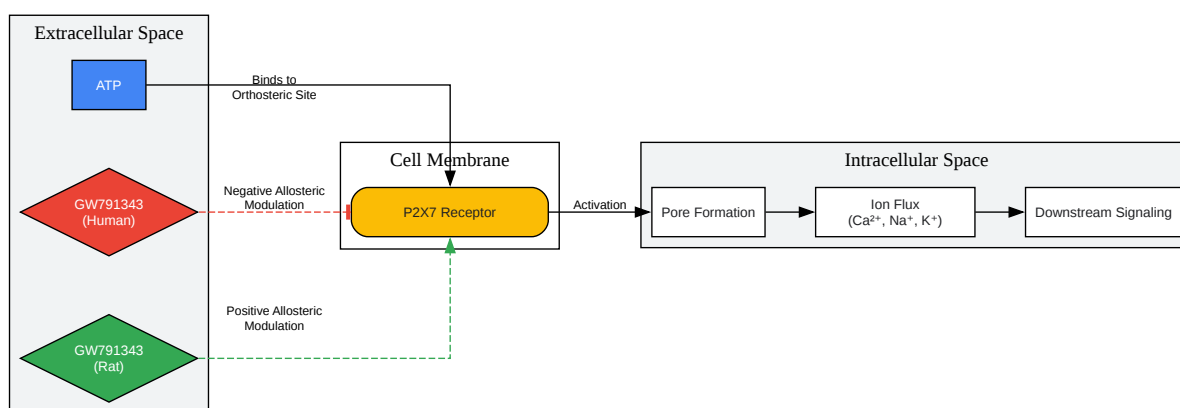 Extracellular Space
ATP
Binds to
Orthosteric Site
GW791343
(Human)
Negative Allosteric
Modulation
GW791343
(Rat)
Positive Allosteric
Modulation
Cell Membrane
P2X7 Receptor
Activation
Intracellular Space
Pore Formation
Ion Flux
(Ca²⁺, Na⁺, K⁺)
Downstream Signaling